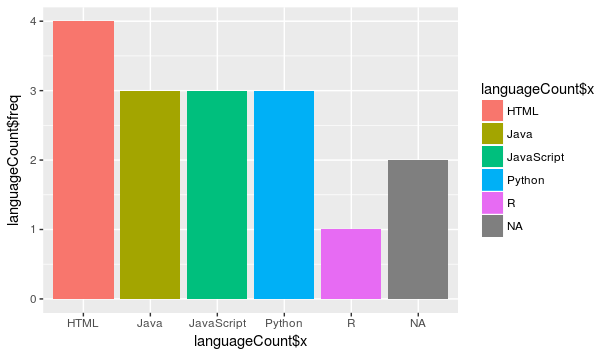 languageCount$freq
4
3
2
1
0
HTML
Java
JavaScript
Python
R
NA
languageCount$x
languageCount$x
HTML
Java
JavaScript
Python
R
NA